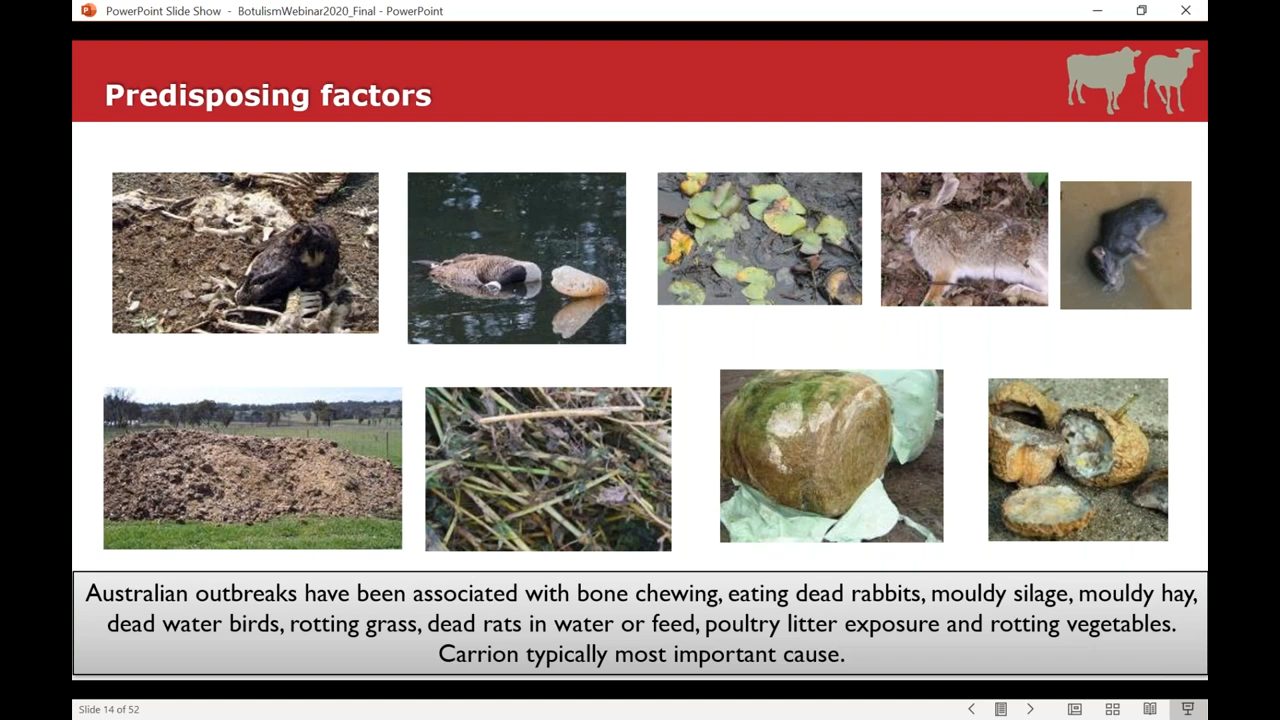 PowerPoint Slide Show - BotulismWebinar2020_Final - PowerPoint
Predisposing factors
Australian outbreaks have been associated with bone chewing, eating dead rabbits, mouldy silage, mouldy hay,
dead water birds, rotting grass, dead rats in water or feed, poultry litter exposure and rotting vegetables.
Carrion typically most important cause.
Slide 14 of 52